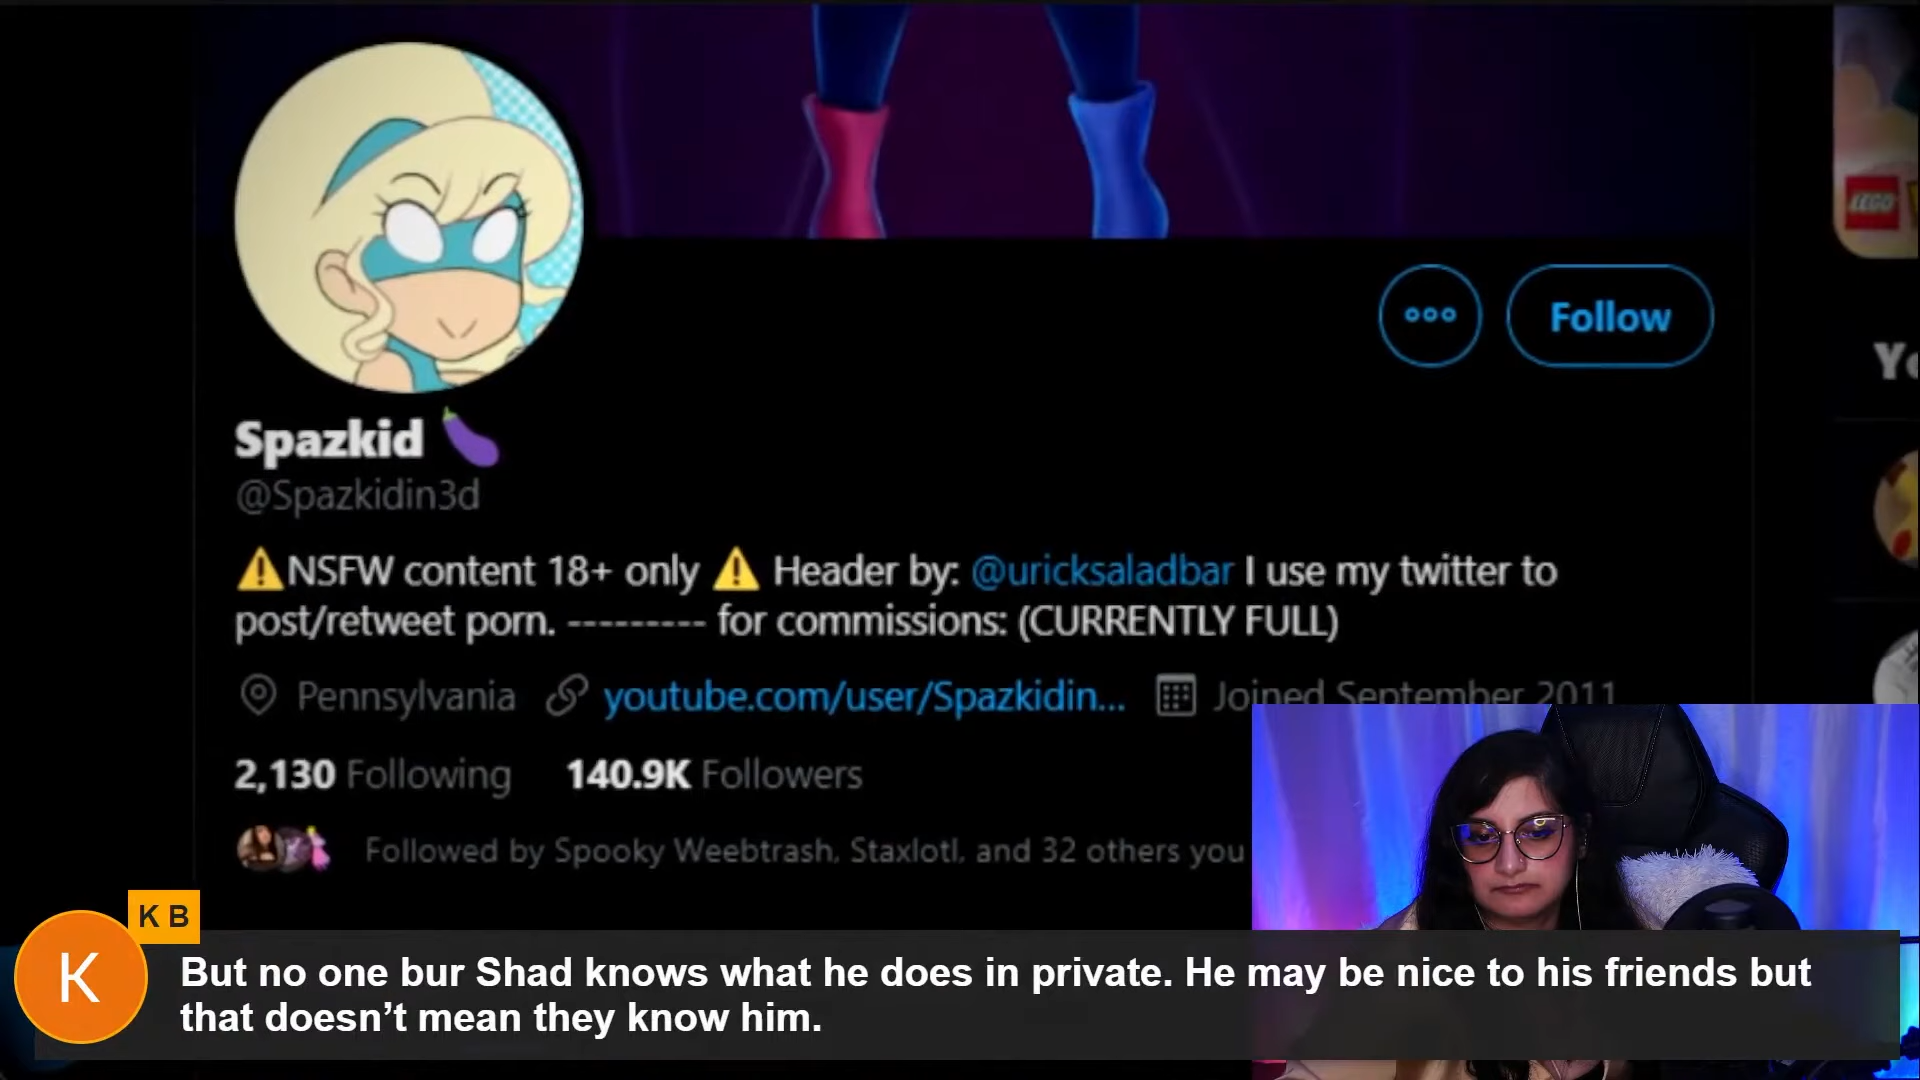 LEGO
Follow
Yo
Spazkid
@Spazkidin3d
NSFW content 18+ only Header by: @uricksaladbar I use my twitter to
post/retweet porn. --------- for commissions: (CURRENTLY FULL)
Pennsylvania youtube.com/user/Spazkidin... Joined September 2011
2,130 Following 140.9K Followers
Followed by Spooky Weebtrash, Staxlotl, and 32 others you
K B
K
But no one bur Shad knows what he does in private. He may be nice to his friends but
that doesn’t mean they know him.